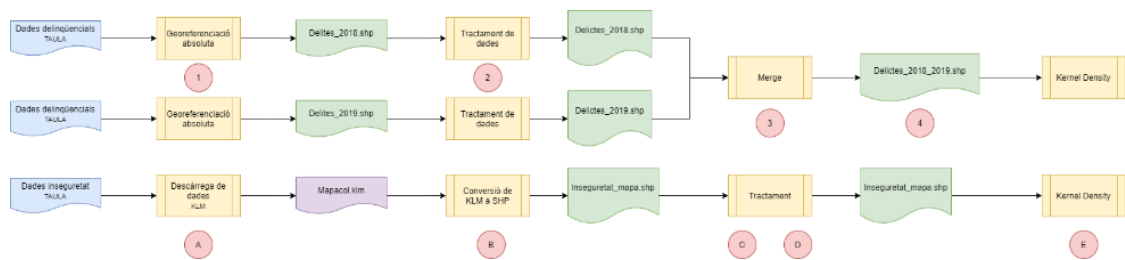 Dades delinqüencials
TAULA
Georeferenciació
absoluta
Delites_2018.shp
Tractament de
dades
Delictes_2018.shp
1
2
Merge
Delictes_2018_2019.shp
Kernel Density
Dades delinqüencials
TAULA
Georeferenciació
absoluta
Delites_2019.shp
Tractament de
dades
Delictes_2019.shp
3
4
Dades inseguretat
TAULA
Descàrrega de
dades
KLM
Mapacol.klm
Conversió de
KLM a SHP
Inseguretat_mapa.shp
Tractament
Inseguretat_mapa.shp
Kernel Density
A
B
C
D
E